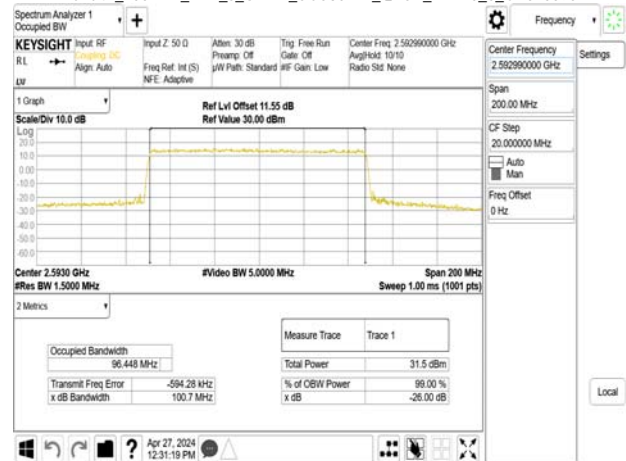 Spectrum Analyzer 1
Occupied BW
Frequency
KEYSIGHT
RL
Input: RF
Coupling: DC
Align: Auto
Input Z: 50 Ω
Freq Ref: Int (S)
NFE: Adaptive
Atten: 30 dB
Preamp: Off
µW Path: Standard
Trig: Free Run
Gate: Off
#IF Gain: Low
Center Freq: 2.592990000 GHz
Avg|Hold: 10/10
Radio Std: None
Center Frequency
2.592990000 GHz
Settings
Span
200.00 MHz
CF Step
20.000000 MHz
Auto
Man
Freq Offset
0 Hz
1 Graph
Scale/Div 10.0 dB
Ref Lvl Offset 11.55 dB
Ref Value 30.00 dBm
Log
20.0
10.0
0.00
-10.0
-20.0
-30.0
-40.0
-50.0
-60.0
Center 2.5930 GHz
#Res BW 1.5000 MHz
#Video BW 5.0000 MHz
Span 200 MHz
Sweep 1.00 ms (1001 pts)
2 Metrics
Measure Trace Trace 1
Occupied Bandwidth
96.448 MHz
Total Power 31.5 dBm
Transmit Freq Error -594.28 kHz
% of OBW Power 99.00 %
x dB Bandwidth 100.7 MHz
x dB -26.00 dB
Local
?
Apr 27, 2024
12:31:19 PM